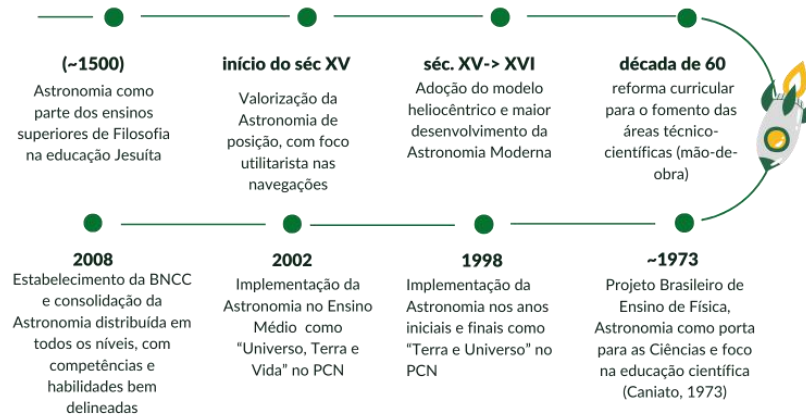 (~1500)
Astronomia como
parte dos ensinos
superiores de Filosofia
na educação Jesuíta
início do séc XV
Valorização da
Astronomia de
posição, com foco
utilitarista nas
navegações
séc. XV-> XVI
Adoção do modelo
heliocêntrico e maior
desenvolvimento da
Astronomia Moderna
década de 60
reforma curricular
para o fomento das
áreas técnico-
científicas (mão-de-
obra)
~1973
Projeto Brasileiro de
Ensino de Física,
Astronomia como porta
para as Ciências e foco
na educação científica
(Caniato, 1973)
1998
Implementação da
Astronomia nos anos
iniciais e finais como
“Terra e Universo” no
PCN
2002
Implementação da
Astronomia no Ensino
Médio como
“Universo, Terra e
Vida” no PCN
2008
Estabelecimento da BNCC
e consolidação da
Astronomia distribuída em
todos os níveis, com
competências e
habilidades bem
delineadas